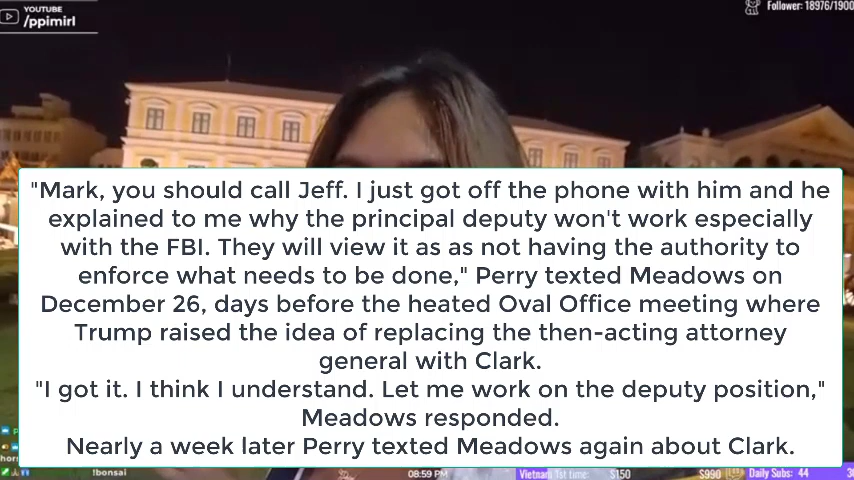 YOUTUBE
/ppimirl
Follower: 18976/1900
"Mark, you should call Jeff. I just got off the phone with him and he
explained to me why the principal deputy won't work especially
with the FBI. They will view it as as not having the authority to
enforce what needs to be done," Perry texted Meadows on
December 26, days before the heated Oval Office meeting where
Trump raised the idea of replacing the then-acting attorney
general with Clark.
"I got it. I think I understand. Let me work on the deputy position,"
Meadows responded.
Nearly a week later Perry texted Meadows again about Clark.
!bonsai
08:59 PM
Vietnam 1st time: $150
$990
Daily Subs: 44